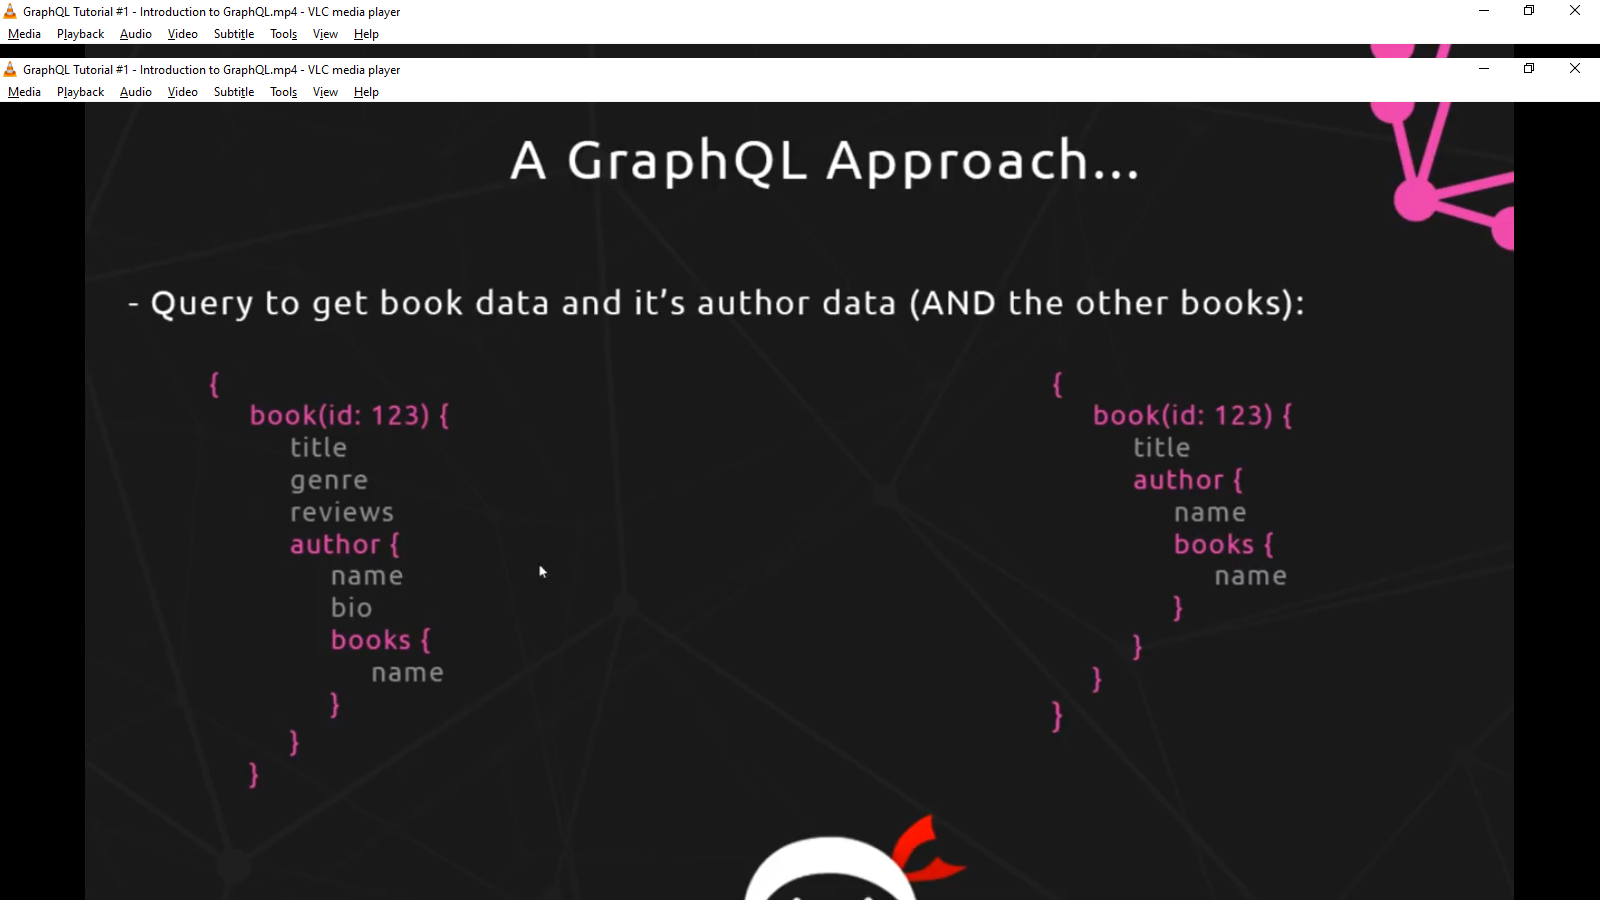 GraphQL Tutorial #1 - Introduction to GraphQL.mp4 - VLC media player
Media Playback Audio Video Subtitle Tools View Help
GraphQL Tutorial #1 - Introduction to GraphQL.mp4 - VLC media player
Media Playback Audio Video Subtitle Tools View Help
A GraphQL Approach...
- Query to get book data and it’s author data (AND the other books):
{
book(id: 123) {
title
genre
reviews
author {
name
bio
books {
name
}
}
}
{
book(id: 123) {
title
author {
name
books {
name
}
}
}
}